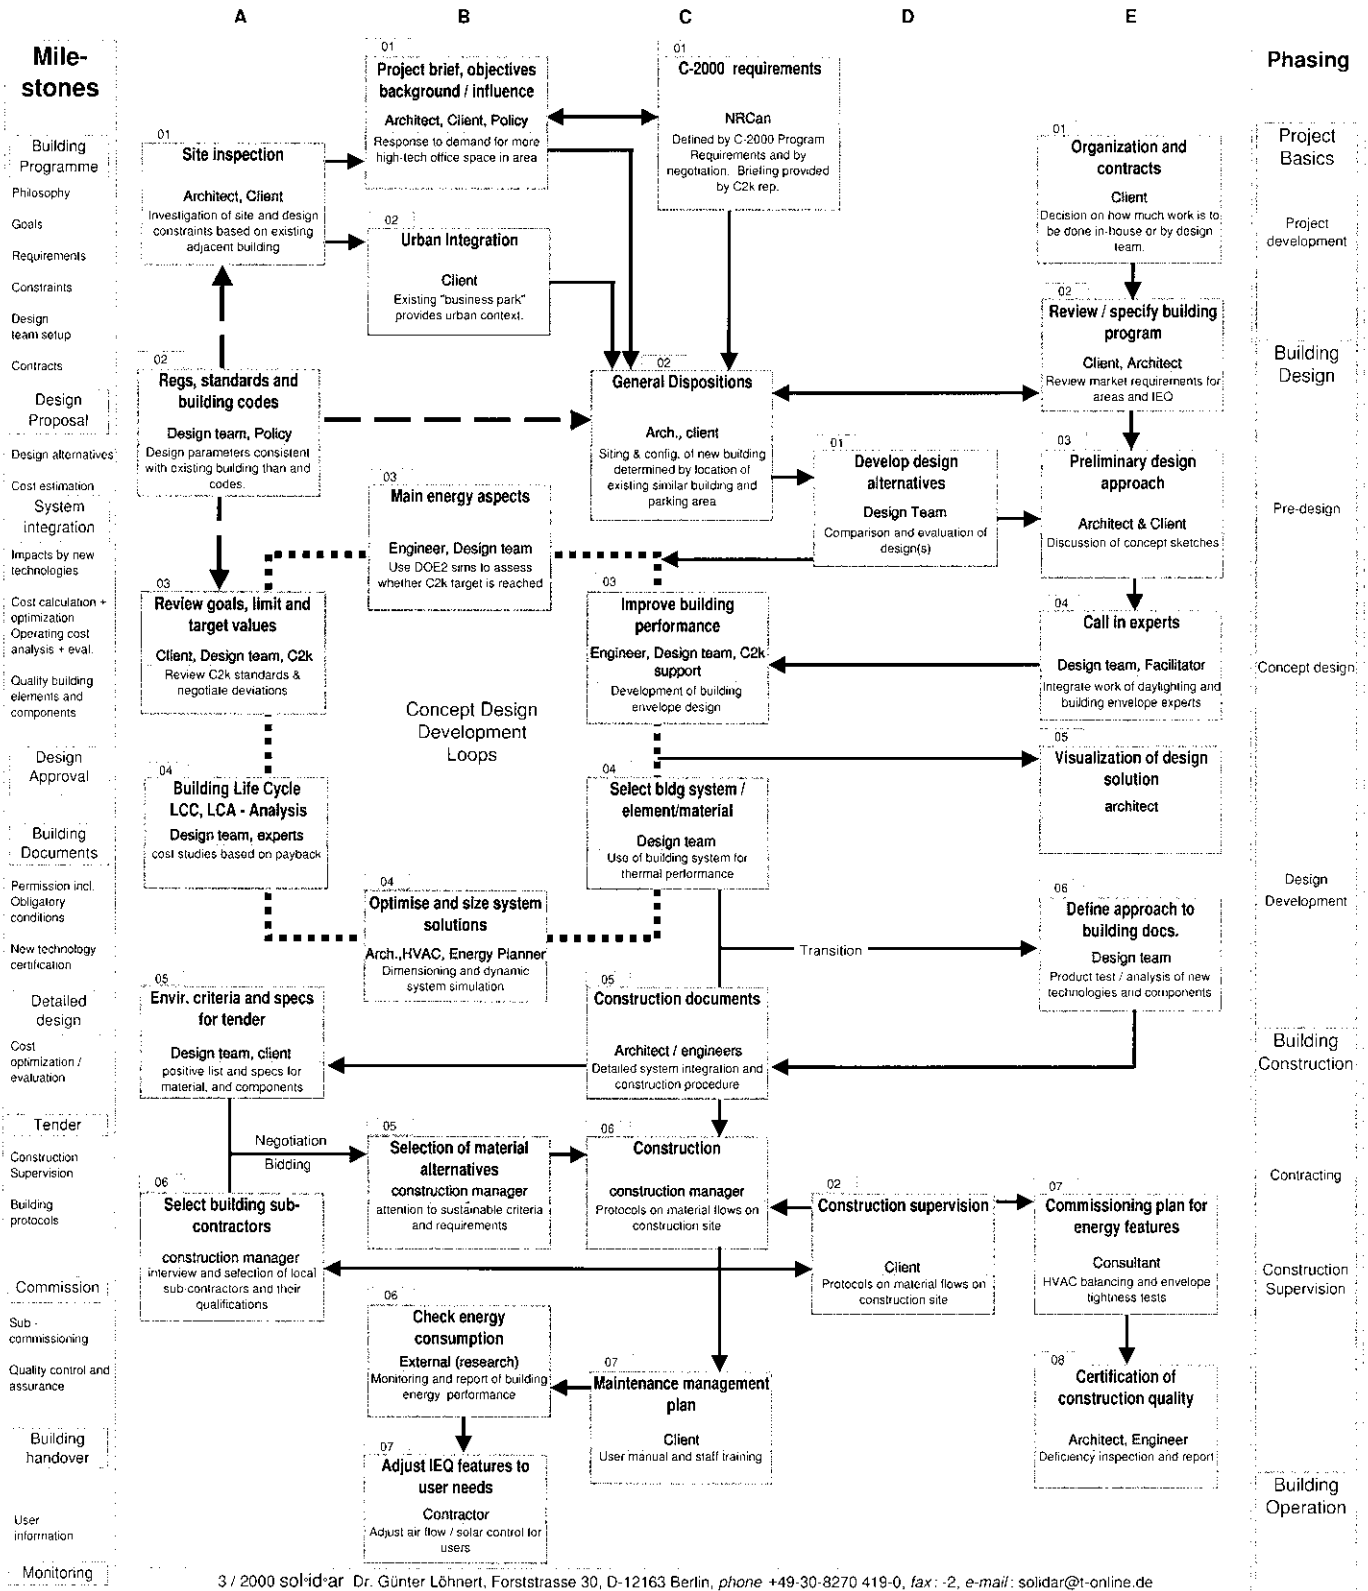 A B C D E
Mile-
stones
Building
Programme
Philosophy
Goals
Requirements
Constraints
Design
team setup
Contracts
Design
Proposal
Design alternatives
Cost estimation
System
integration
Impacts by new
technologies
Cost calculation +
optimization
Operating cost
analysis + eval.
Quality building
elements and
components
Design
Approval
Building
Documents
Permission incl.
Obligatory
conditions
New technology
certification
Detailed
design
Cost
optimization /
evaluation
Tender
Construction
Supervision
Building
protocols
Commission
Sub -
commissioning
Quality control and
assurance
Building
handover
User
information
Monitoring
01
Site inspection
Architect, Client
Investigation of site and design
constraints based on existing
adjacent building
02
Regs, standards and
building codes
Design team, Policy
Design parameters consistent
with existing building than and
codes.
03
Review goals, limit and
target values
Client, Design team, C2k
Review C2k standards &
negotiate deviations
04
Building Life Cycle
LCC, LCA - Analysis
Design team, experts
cost studies based on payback
05
Envir. criteria and specs
for tender
Design team, client
positive list and specs for
material, and components
Negotiation
Bidding
06
Select building sub-
contractors
construction manager
interview and selection of local
sub-contractors and their
qualifications
01
Project brief, objectives
background / influence
Architect, Client, Policy
Response to demand for more
high-tech office space in area
02
Urban Integration
Client
Existing "business park"
provides urban context.
03
Main energy aspects
Engineer, Design team
Use DOE2 sims to assess
whether C2k target is reached
Concept Design
Development
Loops
04
Optimise and size system
solutions
Arch.,HVAC, Energy Planner
Dimensioning and dynamic
system simulation
05
Selection of material
alternatives
construction manager
attention to sustainable criteria
and requirements
06
Check energy
consumption
External (research)
Monitoring and report of building
energy performance
07
Adjust IEQ features to
user needs
Contractor
Adjust air flow / solar control for
users
01
C-2000 requirements
NRCan
Defined by C-2000 Program
Requirements and by
negotiation. Briefing provided
by C2k rep.
02
General Dispositions
Arch., client
Siting & config. of new building
determined by location of
existing similar building and
parking area
03
Improve building
performance
Engineer, Design team, C2k
support
Development of building
envelope design
04
Select bldg system /
element/material
Design team
Use of building system for
thermal performance
Transition
05
Construction documents
Architect / engineers
Detailed system integration and
construction procedure
06
Construction
construction manager
Protocols on material flows on
construction site
07
Maintenance management
plan
Client
User manual and staff training
01
Develop design
alternatives
Design Team
Comparison and evaluation of
design(s)
02
Construction supervision
Client
Protocols on material flows on
construction site
01
Organization and
contracts
Client
Decision on how much work is to
be done in-house or by design
team.
02
Review / specify building
program
Client, Architect
Review market requirements for
areas and IEQ
03
Preliminary design
approach
Architect & Client
Discussion of concept sketches
04
Call in experts
Design team, Facilitator
Integrate work of daylighting and
building envelope experts
05
Visualization of design
solution
architect
06
Define approach to
building docs.
Design team
Product test / analysis of new
technologies and components
07
Commissioning plan for
energy features
Consultant
HVAC balancing and envelope
tightness tests
08
Certification of
construction quality
Architect, Engineer
Deficiency inspection and report
Phasing
Project
Basics
Project
development
Building
Design
Pre-design
Concept design
Design
Development
Building
Construction
Contracting
Construction
Supervision
Building
Operation
3 / 2000 sol°id°ar Dr. Günter Löhnert, Forststrasse 30, D-12163 Berlin, phone +49-30-8270 419-0, fax: -2, e-mail: solidar@t-online.de